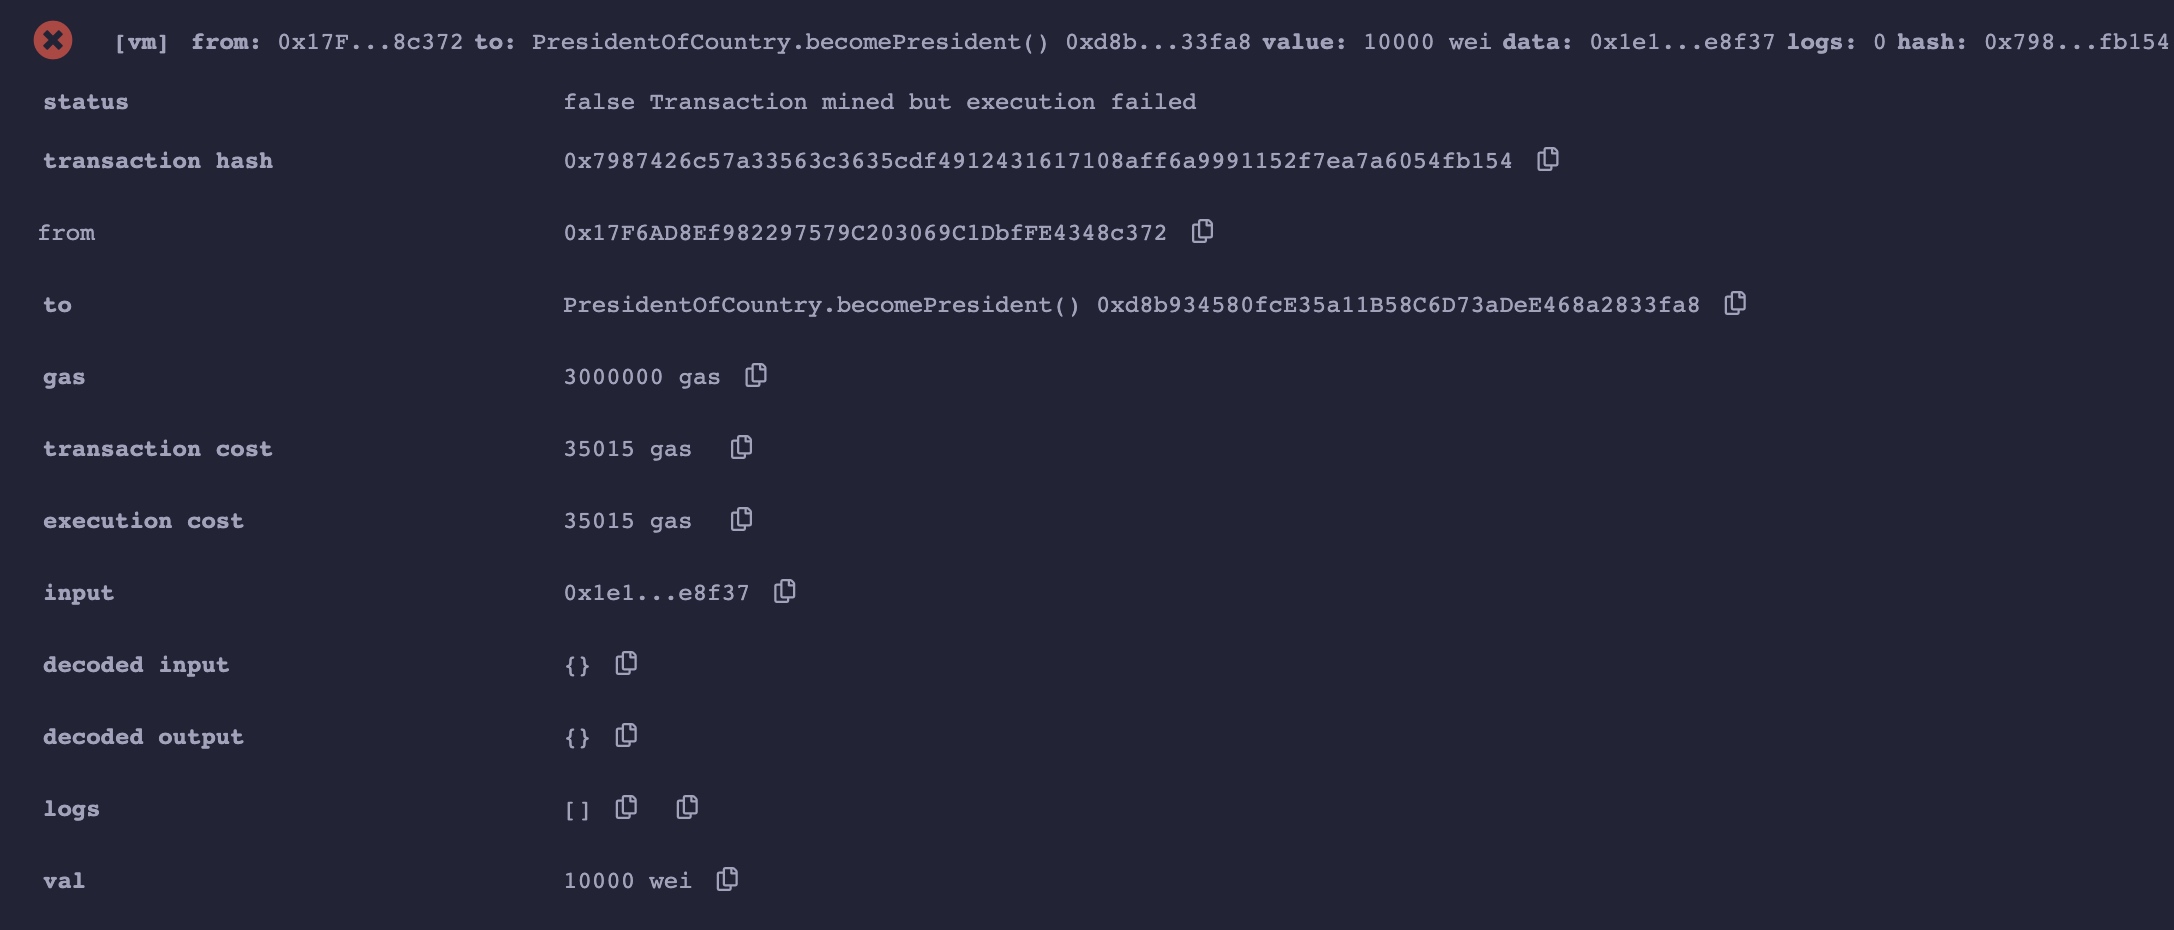 [vm] from: 0x17F...8c372 to: PresidentOfCountry.becomePresident() 0xd8b...33fa8 value: 10000 wei data: 0x1e1...e8f37 logs: 0 hash: 0x798...fb154
status false Transaction mined but execution failed
transaction hash 0x7987426c57a33563c3635cdf4912431617108aff6a9991152f7ea7a6054fb154
from 0x17F6AD8Ef982297579C203069C1DbfFE4348c372
to PresidentOfCountry.becomePresident() 0xd8b934580fcE35a11B58C6D73aDeE468a2833fa8
gas 3000000 gas
transaction cost 35015 gas
execution cost 35015 gas
input 0x1e1...e8f37
decoded input {}
decoded output {}
logs []
val 10000 wei